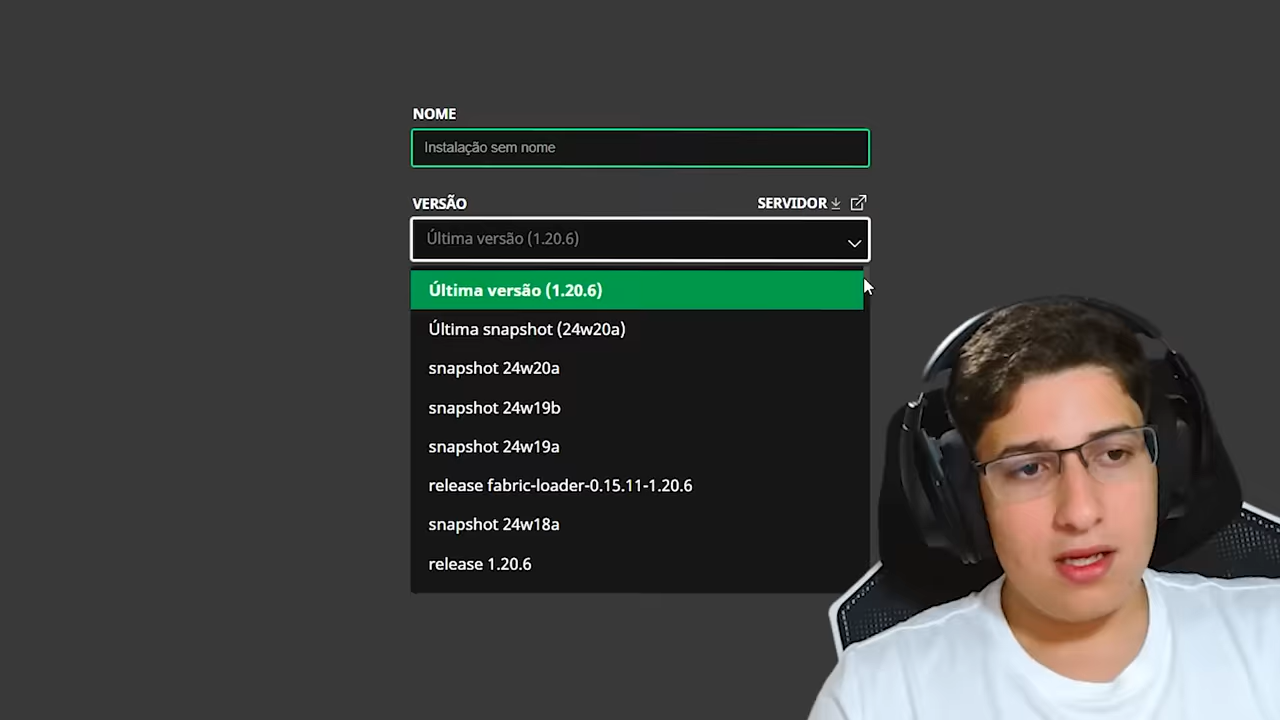 NOME
Instalação sem nome
VERSÃO
SERVIDOR
Última versão (1.20.6)
Última versão (1.20.6)
Última snapshot (24w20a)
snapshot 24w20a
snapshot 24w19b
snapshot 24w19a
release fabric-loader-0.15.11-1.20.6
snapshot 24w18a
release 1.20.6